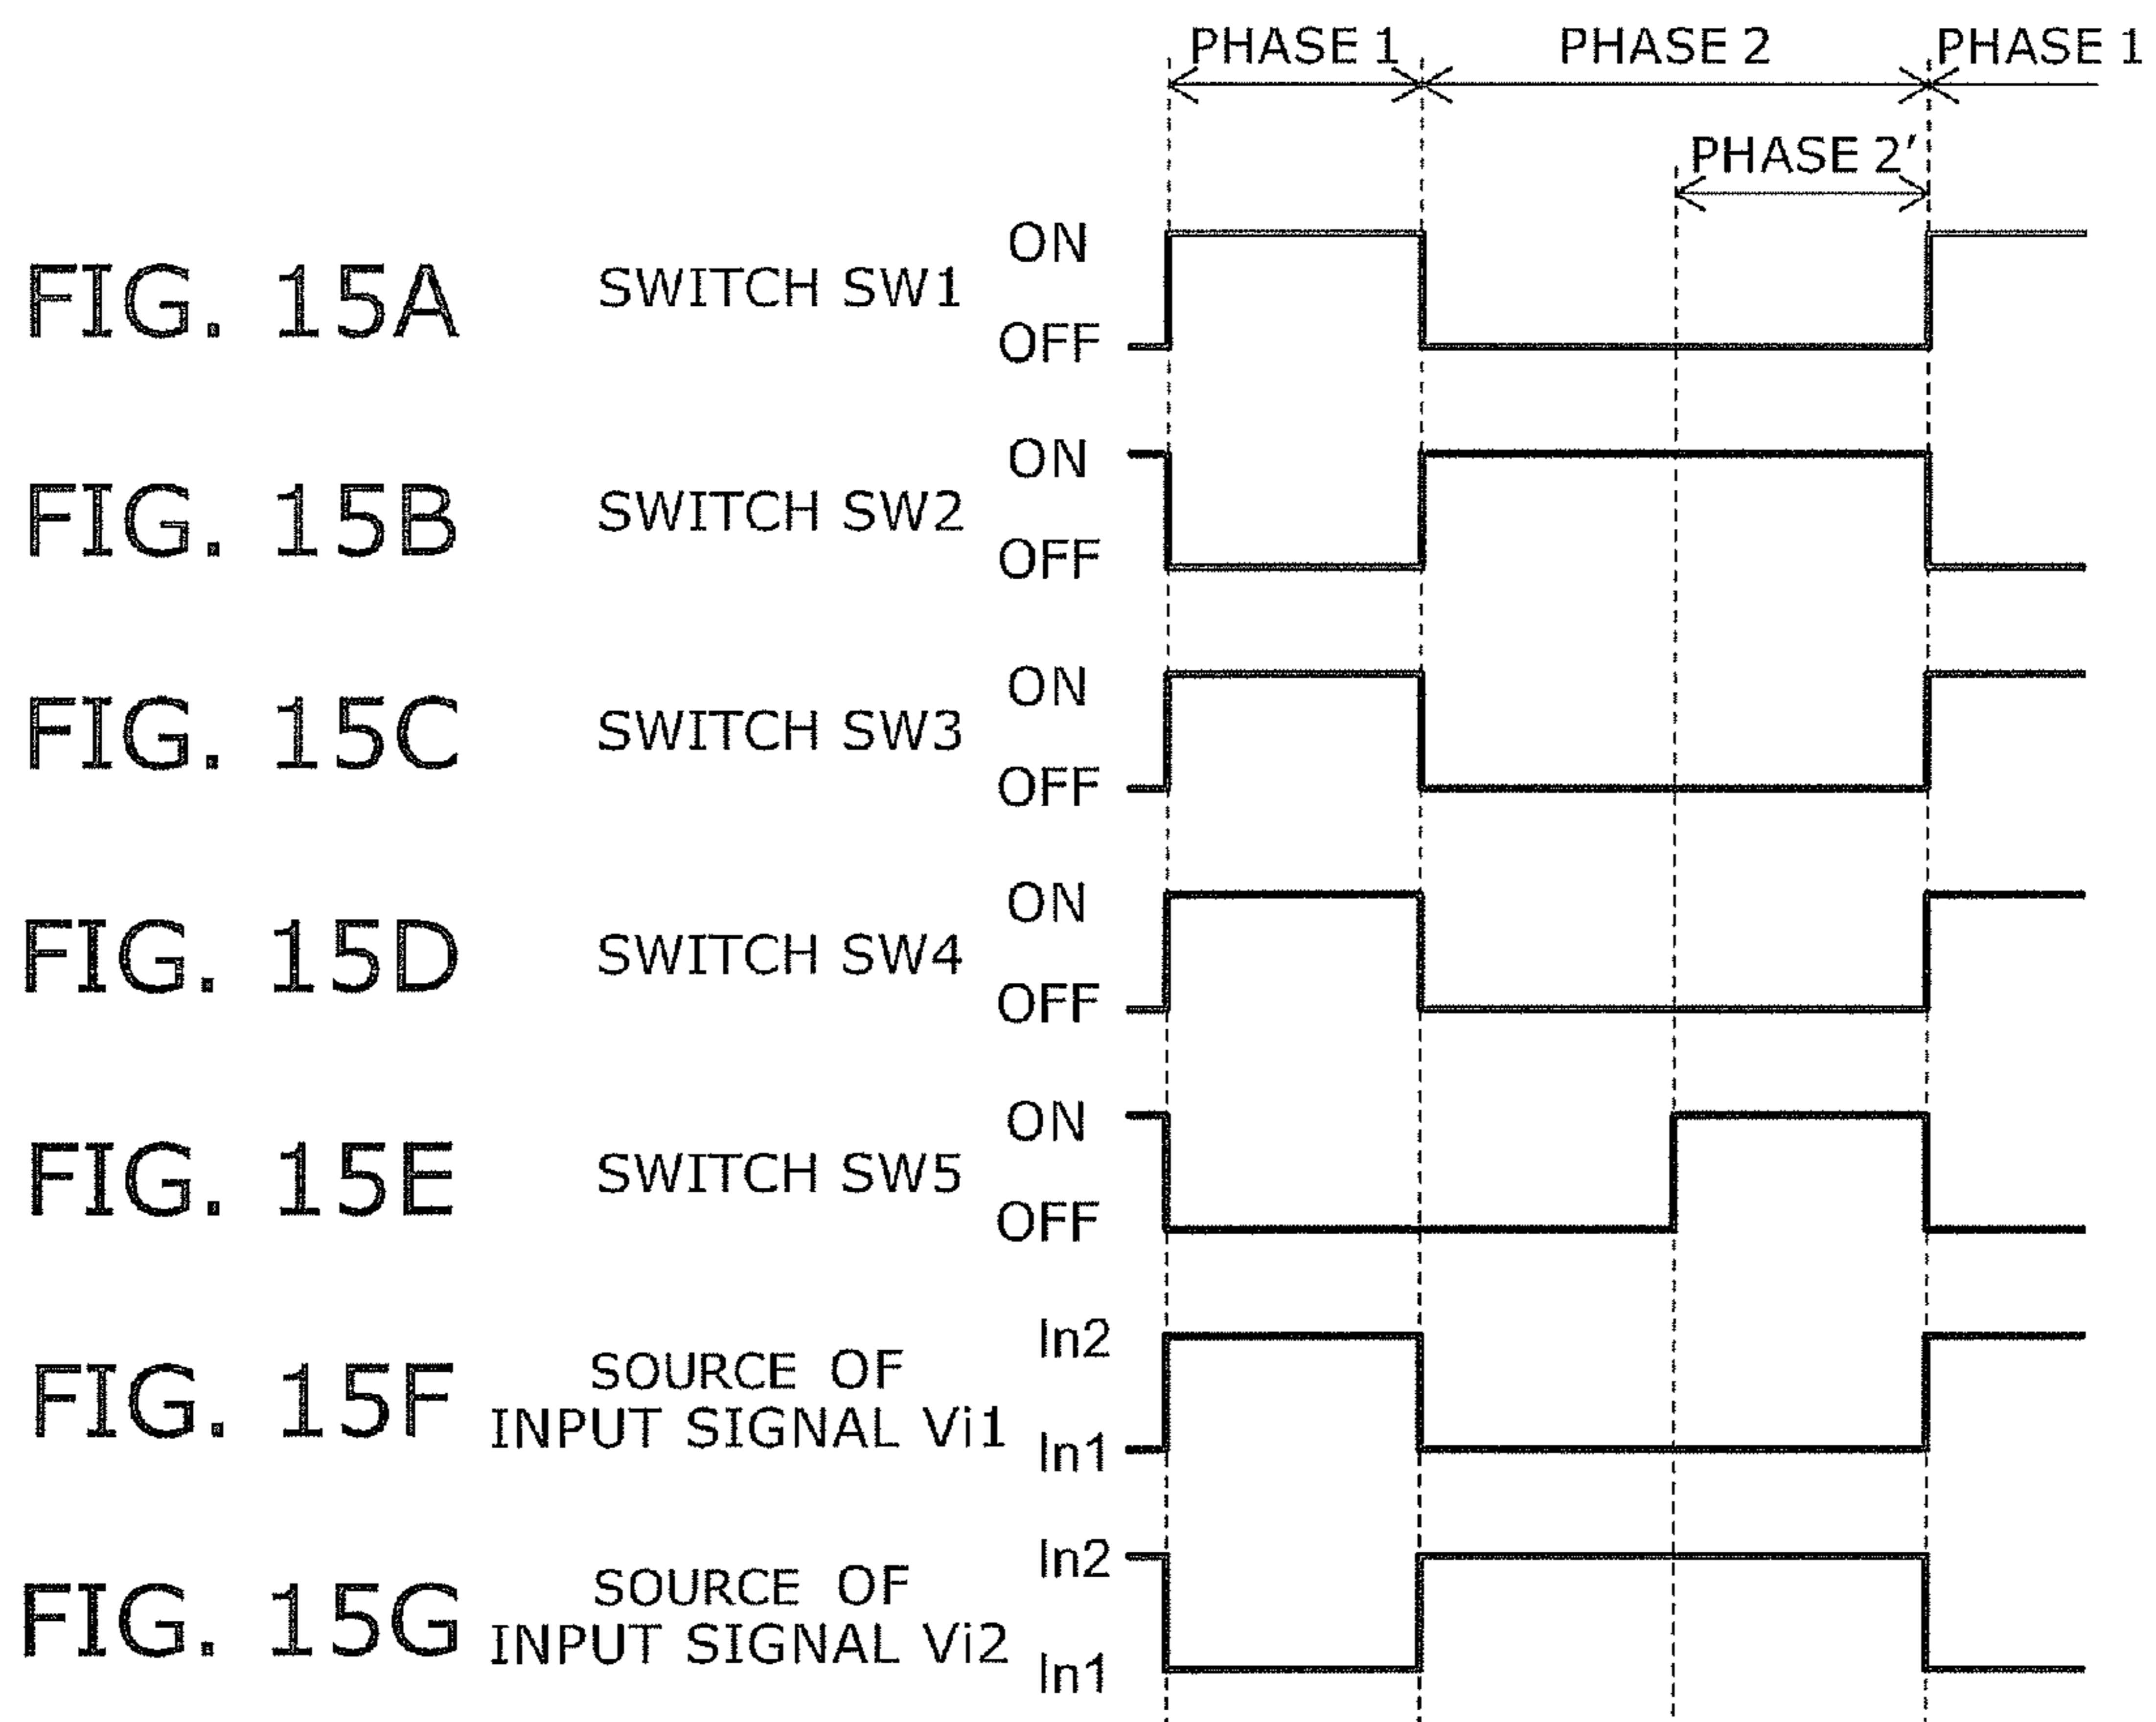 PHASE 1 PHASE 2 PHASE 1
PHASE 2'
FIG. 15A SWITCH SW1 ON
OFF
FIG. 15B SWITCH SW2 ON
OFF
FIG. 15C SWITCH SW3 ON
OFF
FIG. 15D SWITCH SW4 ON
OFF
FIG. 15E SWITCH SW5 ON
OFF
FIG. 15F SOURCE OF
INPUT SIGNAL Vi1
In2
In1
FIG. 15G SOURCE OF
INPUT SIGNAL Vi2
In2
In1